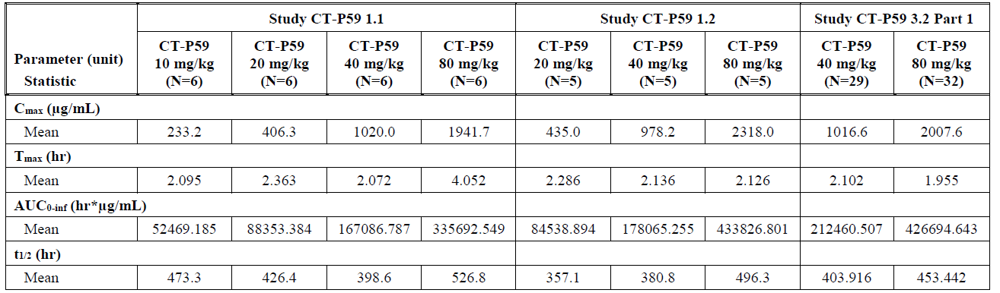 Parameter (unit)
Statistic
Study CT-P59 1.1
Study CT-P59 1.2
Study CT-P59 3.2 Part 1
CT-P59 10 mg/kg (N=6)
CT-P59 20 mg/kg (N=6)
CT-P59 40 mg/kg (N=6)
CT-P59 80 mg/kg (N=6)
CT-P59 20 mg/kg (N=5)
CT-P59 40 mg/kg (N=5)
CT-P59 80 mg/kg (N=5)
CT-P59 40 mg/kg (N=29)
CT-P59 80 mg/kg (N=32)
Cmax (µg/mL)
Mean 233.2 406.3 1020.0 1941.7 435.0 978.2 2318.0 1016.6 2007.6
Tmax (hr)
Mean 2.095 2.363 2.072 4.052 2.286 2.136 2.126 2.102 1.955
AUC0-inf (hr*µg/mL)
Mean 52469.185 88353.384 167086.787 335692.549 84538.894 178065.255 433826.801 212460.507 426694.643
t1/2 (hr)
Mean 473.3 426.4 398.6 526.8 357.1 380.8 496.3 403.916 453.442